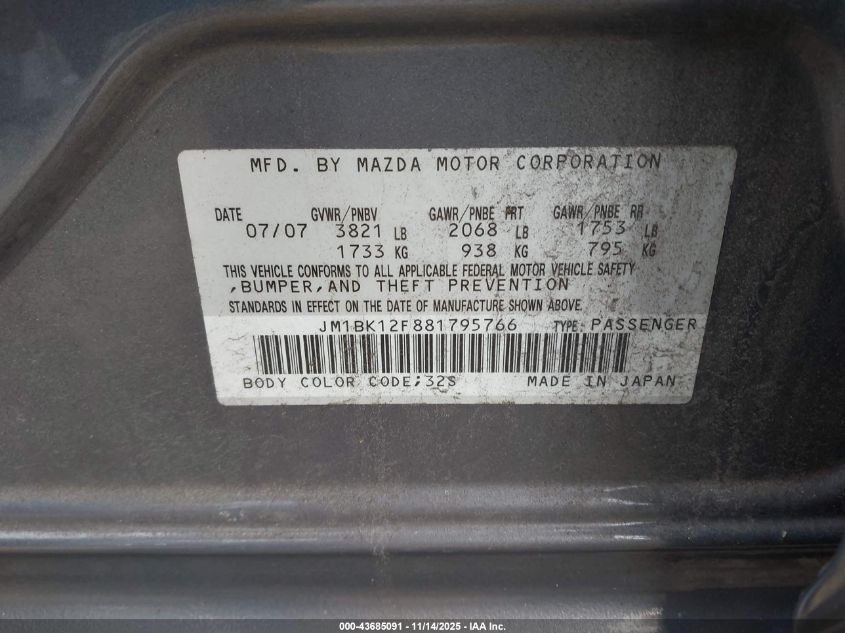 MFD. BY MAZDA MOTOR CORPORATION
DATE GVWR/PNBV GAWR/PNBE FRT GAWR/PNBE RR
07/07 3821 LB 2068 LB 1753 LB
1733 KG 938 KG 795 KG
THIS VEHICLE CONFORMS TO ALL APPLICABLE FEDERAL MOTOR VEHICLE SAFETY
,BUMPER,AND THEFT PREVENTION
STANDARDS IN EFFECT ON THE DATE OF MANUFACTURE SHOWN ABOVE.
JM1BK12F881795766 TYPE: PASSENGER
BODY COLOR CODE:32S MADE IN JAPAN
000-43685091 - 11/14/2025 - IAA Inc.